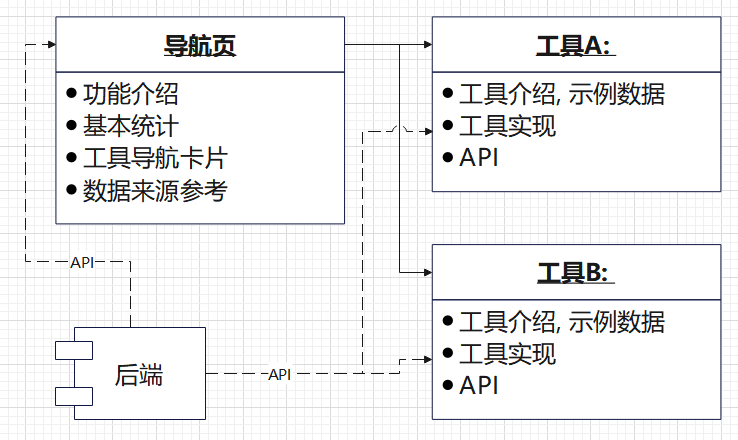 导航页
● 功能介绍
● 基本统计
● 工具导航卡片
● 数据来源参考
工具A:
● 工具介绍, 示例数据
● 工具实现
● API
工具B:
● 工具介绍, 示例数据
● 工具实现
● API
API
后端
API